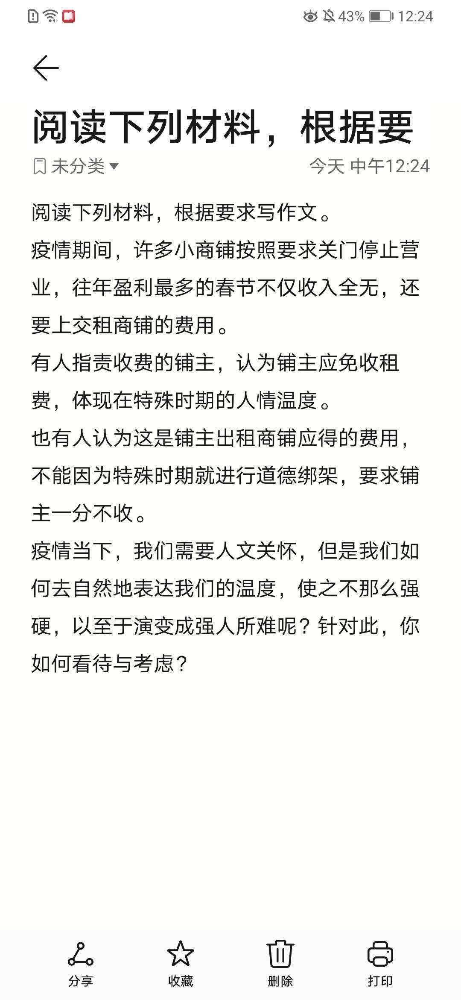 43% 12:24
阅读下列材料，根据要
未分类 今天 中午12:24
阅读下列材料，根据要求写作文。
疫情期间，许多小商铺按照要求关门停止营
业，往年盈利最多的春节不仅收入全无，还
要上交租商铺的费用。
有人指责收费的铺主，认为铺主应免收租
费，体现在特殊时期的人情温度。
也有人认为这是铺主出租商铺应得的费用，
不能因为特殊时期就进行道德绑架，要求铺
主一分不收。
疫情当下，我们需要人文关怀，但是我们如
何去自然地表达我们的温度，使之不那么强
硬，以至于演变成强人所难呢？针对此，你
如何看待与考虑？
分享 收藏 删除 打印